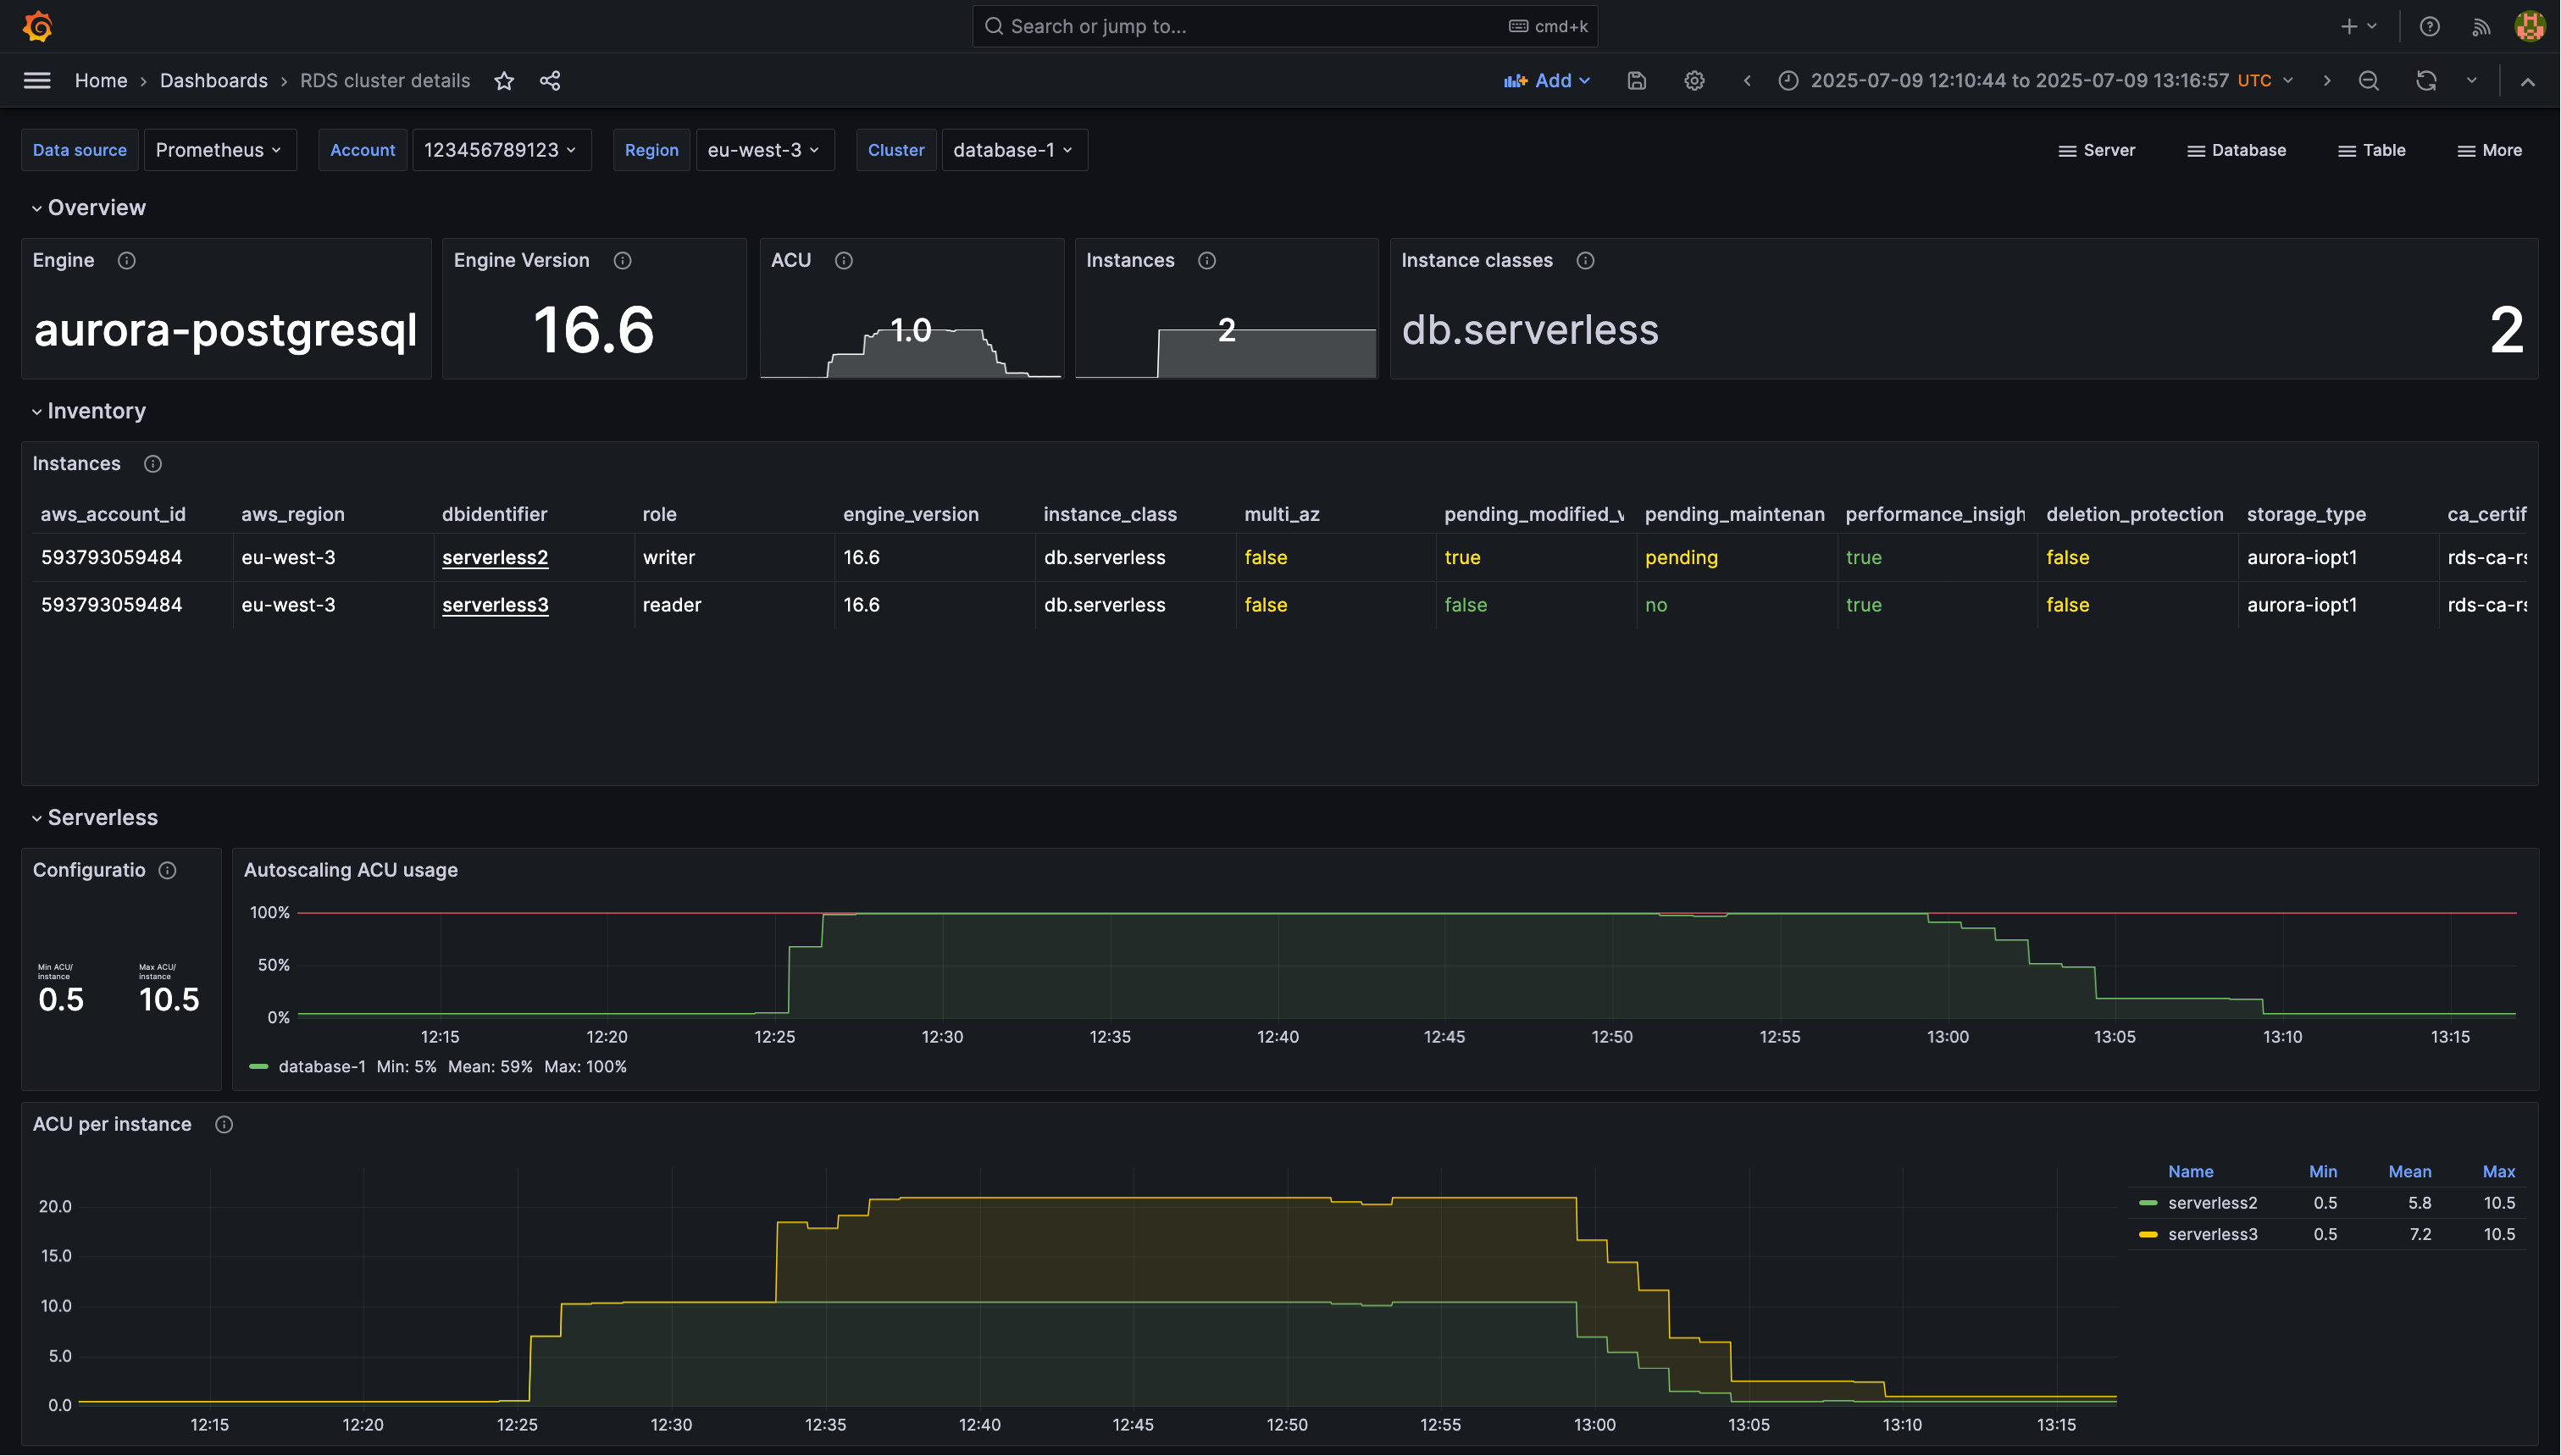 Search or jump to... cmd+k
Home › Dashboards › RDS cluster details Add 2025-07-09 12:10:44 to 2025-07-09 13:16:57 UTC
Data source Prometheus Account 123456789123 Region eu-west-3 Cluster database-1 Server Database Table More
Overview
Engine
aurora-postgresql
Engine Version
16.6
ACU
1.0
Instances
2
Instance classes
db.serverless 2
Inventory
Instances
aws_account_id aws_region dbidentifier role engine_version instance_class multi_az pending_modified_v pending_maintenan performance_insigh deletion_protection storage_type ca_certif
593793059484 eu-west-3 serverless2 writer 16.6 db.serverless false true pending true false aurora-iopt1 rds-ca-rs
593793059484 eu-west-3 serverless3 reader 16.6 db.serverless false false no true false aurora-iopt1 rds-ca-rs
Serverless
Configuratio
Min ACU/
instance
0.5
Max ACU/
instance
10.5
Autoscaling ACU usage
100%
50%
0%
12:15 12:20 12:25 12:30 12:35 12:40 12:45 12:50 12:55 13:00 13:05 13:10 13:15
database-1 Min: 5% Mean: 59% Max: 100%
ACU per instance
20.0
15.0
10.0
5.0
0.0
12:15 12:20 12:25 12:30 12:35 12:40 12:45 12:50 12:55 13:00 13:05 13:10 13:15
Name Min Mean Max
serverless2 0.5 5.8 10.5
serverless3 0.5 7.2 10.5